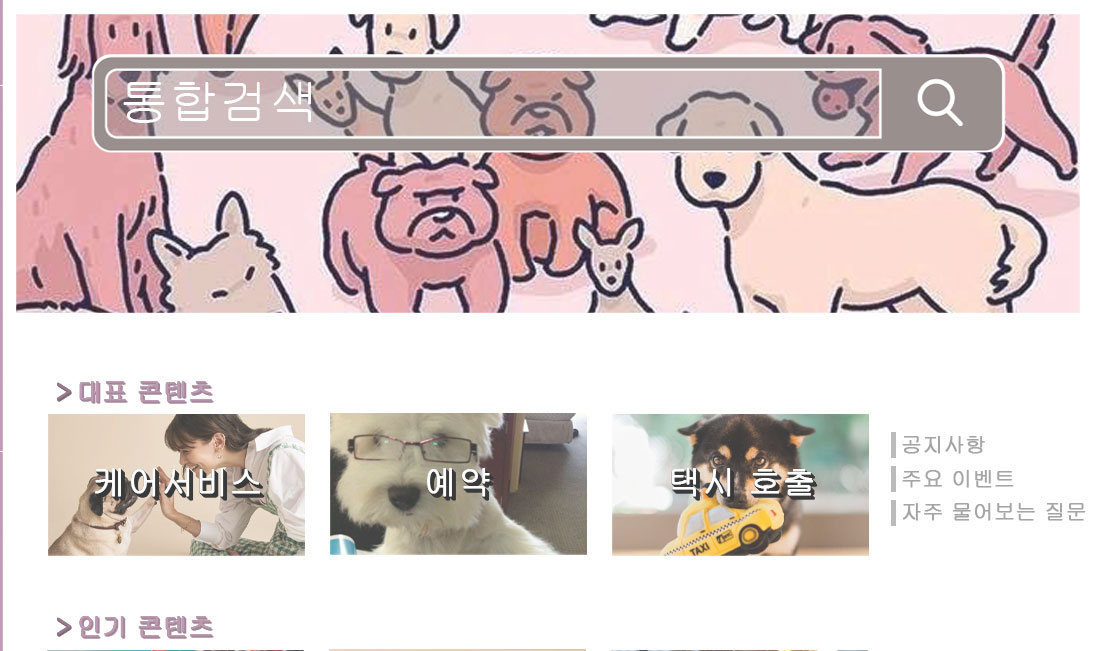 통합검색
> 대표 콘텐츠
케어서비스
예약
택시 호출
TAXI
공지사항
주요 이벤트
자주 물어보는 질문
> 인기 콘텐츠